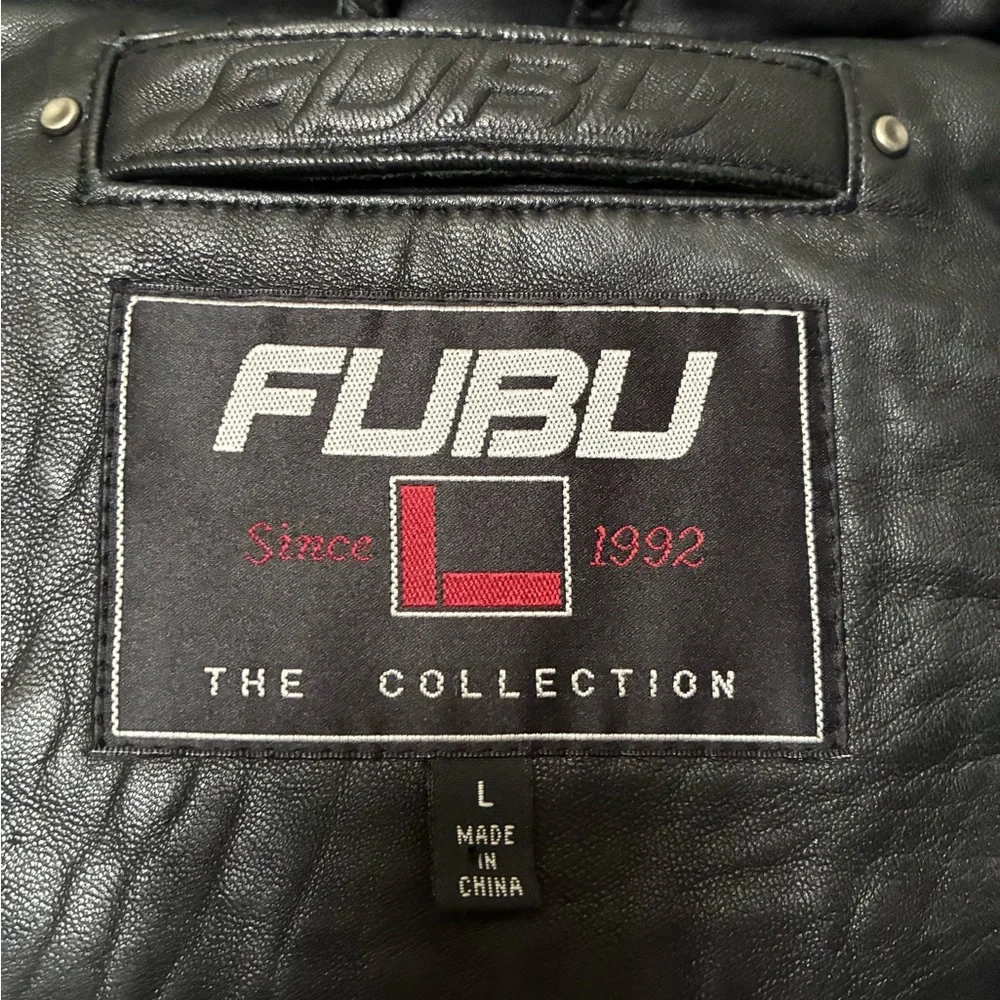 FUBU
FUBU
Since 1992
THE COLLECTION
L
MADE
IN
CHINA